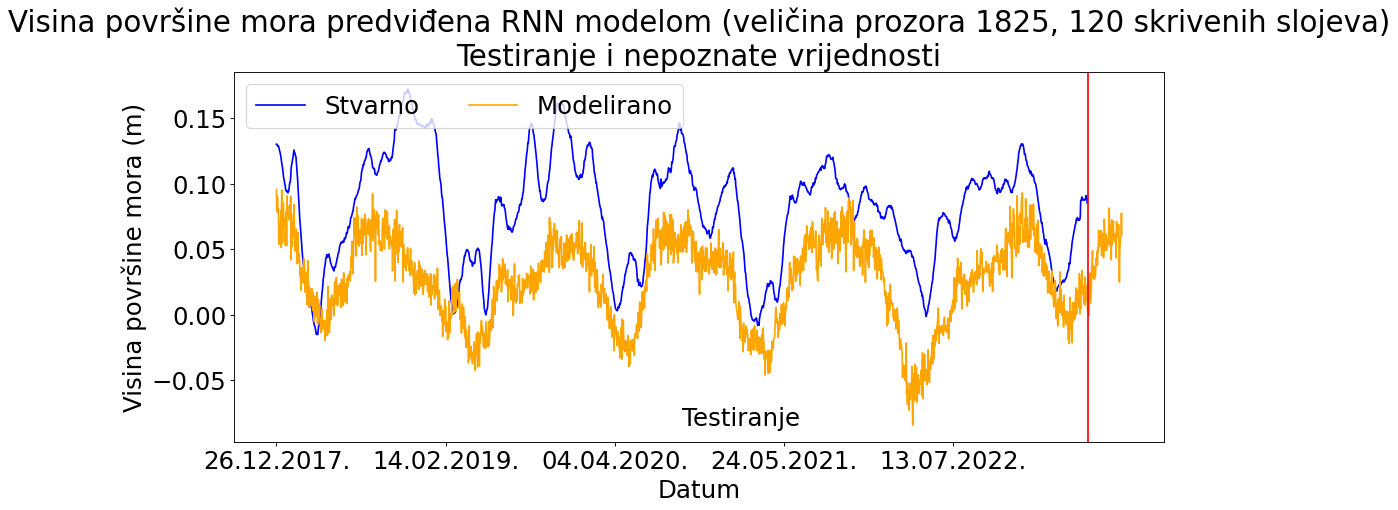 Visina površine mora predviđena RNN modelom (veličina prozora 1825, 120 skrivenih slojeva)
Testiranje i nepoznate vrijednosti
Stvarno
Modelirano
Visina površine mora (m)
0.15
0.10
0.05
0.00
−0.05
Testiranje
26.12.2017.
14.02.2019.
04.04.2020.
24.05.2021.
13.07.2022.
Datum